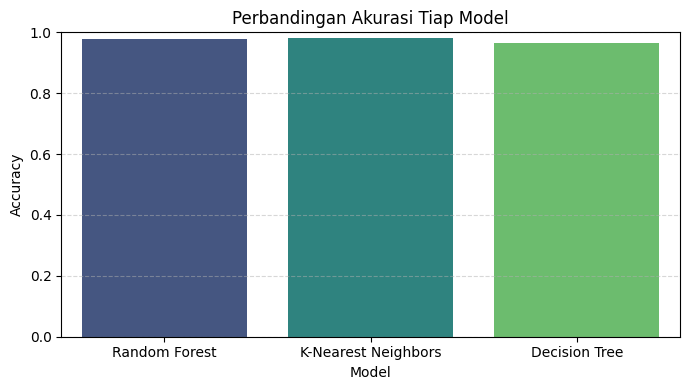 Perbandingan Akurasi Tiap Model
Accuracy
1.0
0.8
0.6
0.4
0.2
0.0
Random Forest
K-Nearest Neighbors
Decision Tree
Model